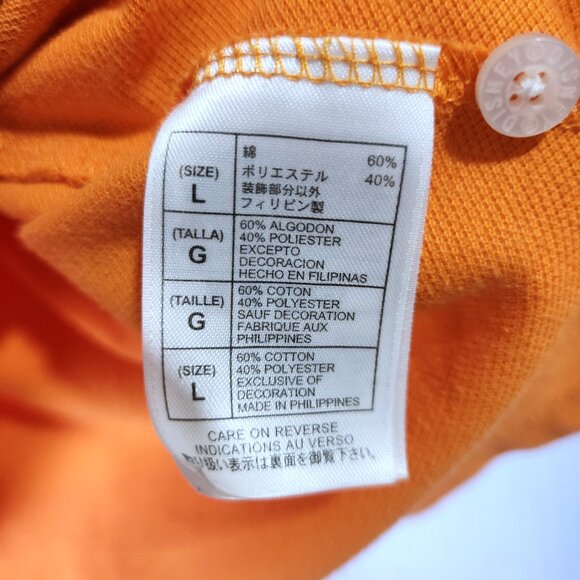 DISNEY DISNEY
(SIZE)
L
綿 60%
ポリエステル 40%
装飾部分以外
フィリピン製
(TALLA)
G
60% ALGODON
40% POLIESTER
EXCEPTO
DECORACION
HECHO EN FILIPINAS
(TAILLE)
G
60% COTON
40% POLYESTER
SAUF DECORATION
FABRIQUE AUX
PHILIPPINES
(SIZE)
L
60% COTTON
40% POLYESTER
EXCLUSIVE OF
DECORATION
MADE IN PHILIPPINES
CARE ON REVERSE
INDICATIONS AU VERSO
取り扱い表示は裏面を御覧下さい